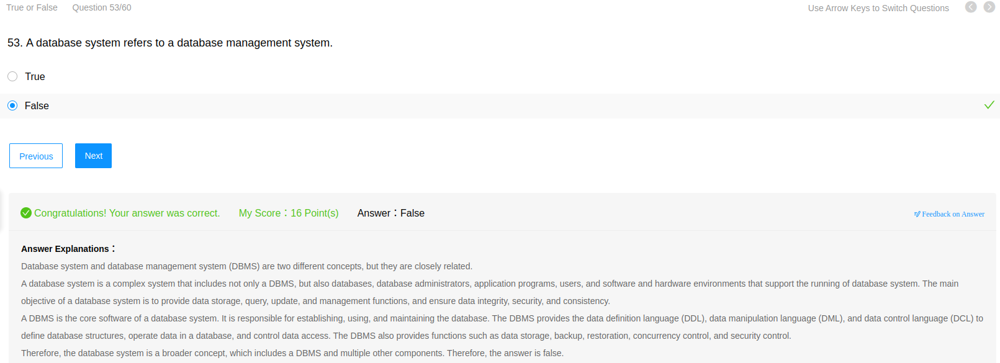 True or False Question 53/60 Use Arrow Keys to Switch Questions
53. A database system refers to a database management system.
True
False
Previous Next
Congratulations! Your answer was correct. My Score：16 Point(s) Answer：False Feedback on Answer
Answer Explanations：
Database system and database management system (DBMS) are two different concepts, but they are closely related.
A database system is a complex system that includes not only a DBMS, but also databases, database administrators, application programs, users, and software and hardware environments that support the running of database system. The main
objective of a database system is to provide data storage, query, update, and management functions, and ensure data integrity, security, and consistency.
A DBMS is the core software of a database system. It is responsible for establishing, using, and maintaining the database. The DBMS provides the data definition language (DDL), data manipulation language (DML), and data control language (DCL) to
define database structures, operate data in a database, and control data access. The DBMS also provides functions such as data storage, backup, restoration, concurrency control, and security control.
Therefore, the database system is a broader concept, which includes a DBMS and multiple other components. Therefore, the answer is false.